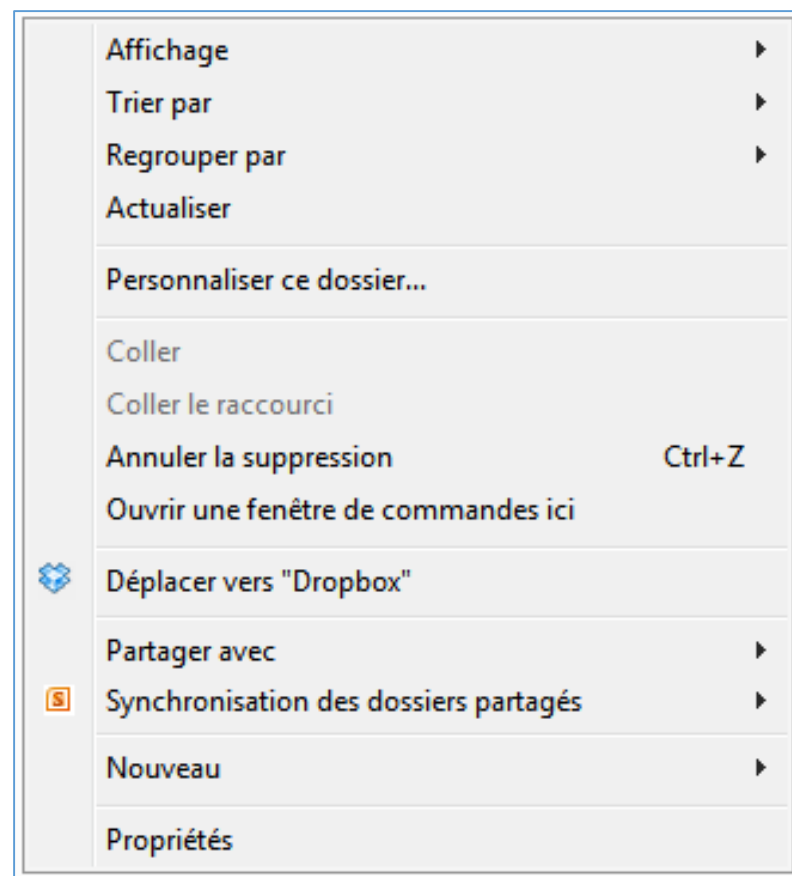 Affichage
Trier par
Regrouper par
Actualiser
Personnaliser ce dossier...
Coller
Coller le raccourci
Annuler la suppression Ctrl+Z
Ouvrir une fenêtre de commandes ici
Déplacer vers "Dropbox"
Partager avec
S Synchronisation des dossiers partagés
Nouveau
Propriétés